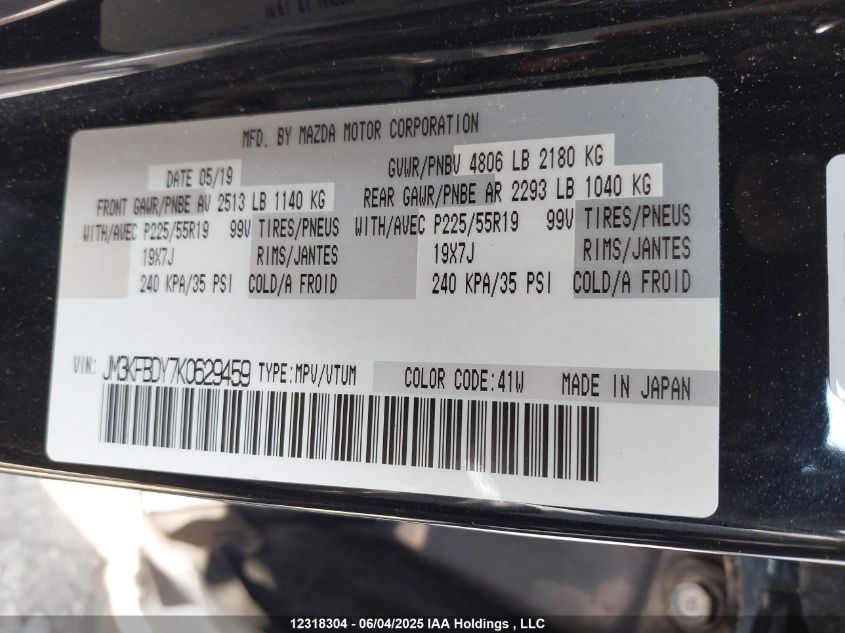 MFD. BY MAZDA MOTOR CORPORATION
DATE 05/19 GVWR/PNBV 4806 LB 2180 KG
FRONT GAWR/PNBE AV 2513 LB 1140 KG REAR GAWR/PNBE AR 2293 LB 1040 KG
WITH/AVEC P225/55R19 99V TIRES/PNEUS WITH/AVEC P225/55R19 99V TIRES/PNEUS
19X7J RIMS/JANTES 19X7J RIMS/JANTES
240 KPA/35 PSI COLD/A FROID 240 KPA/35 PSI COLD/A FROID
VIN: JM3KFBDY7K0629459 TYPE:MPV/VTUM COLOR CODE:41W MADE IN JAPAN
12318304 - 06/04/2025 IAA Holdings , LLC